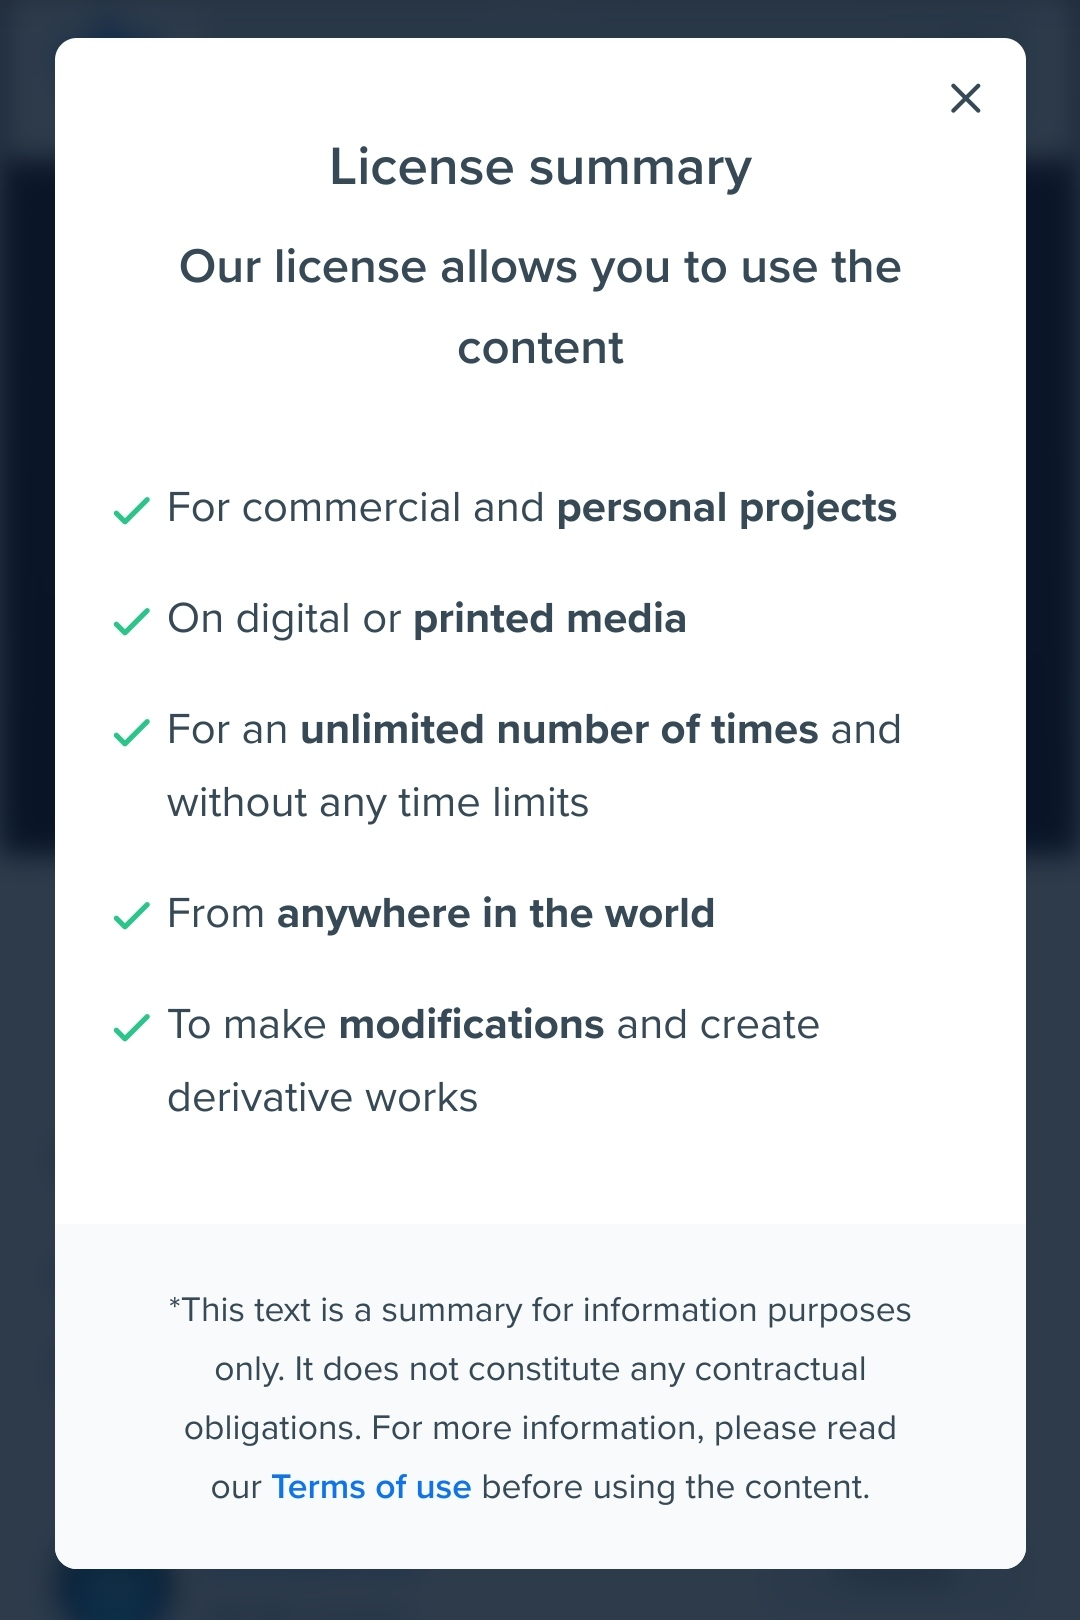 License summary
Our license allows you to use the
content
For commercial and personal projects
On digital or printed media
For an unlimited number of times and
without any time limits
From anywhere in the world
To make modifications and create
derivative works
*This text is a summary for information purposes
only. It does not constitute any contractual
obligations. For more information, please read
our Terms of use before using the content.